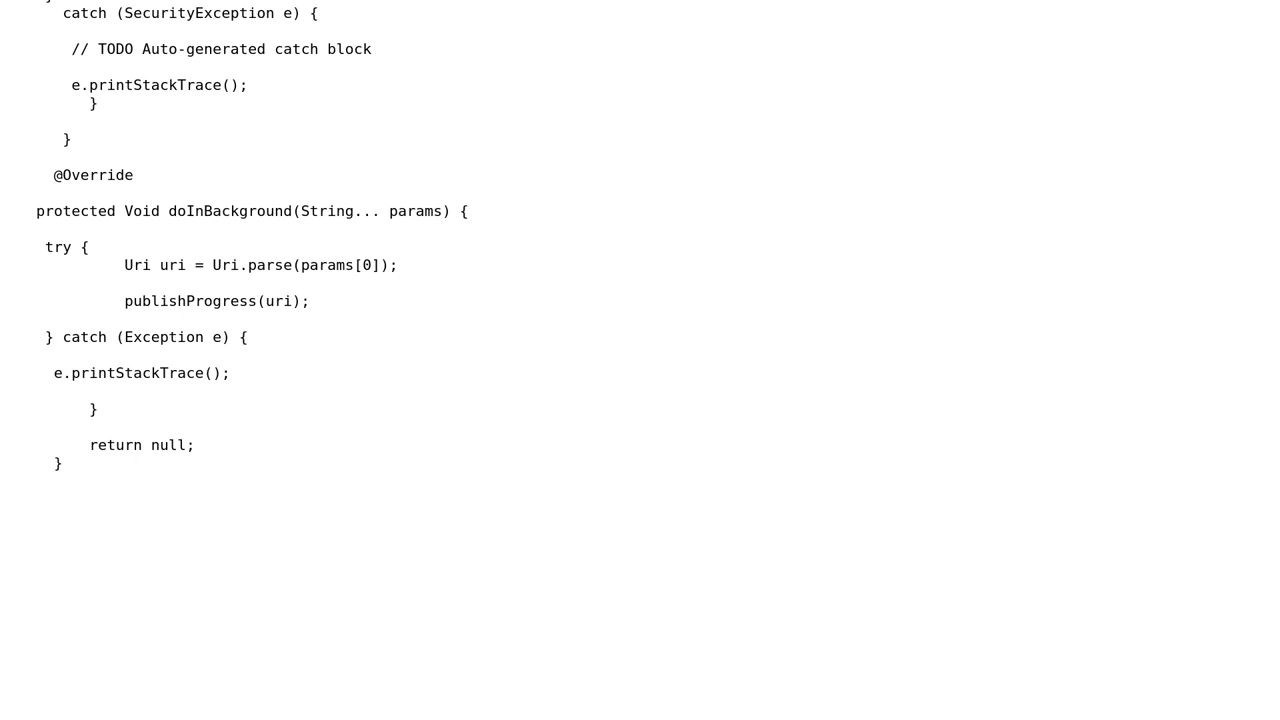 }
catch (SecurityException e) {
// TODO Auto-generated catch block
e.printStackTrace();
}
}
@Override
protected Void doInBackground(String... params) {
try {
Uri uri = Uri.parse(params[0]);
publishProgress(uri);
} catch (Exception e) {
e.printStackTrace();
}
return null;
}